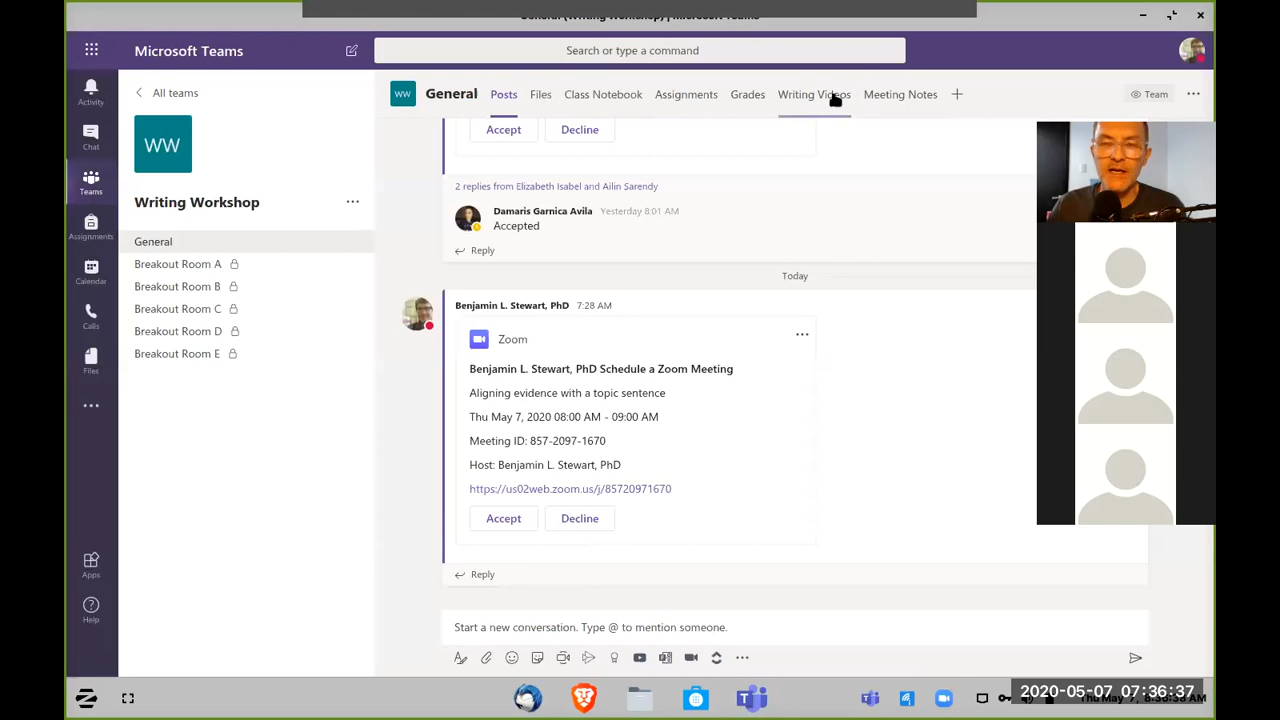 General (Writing Workshop) | Microsoft Teams
Microsoft Teams
Search or type a command
Activity
Chat
Teams
Assignments
Calendar
Calls
Files
Apps
Help
All teams
WW
Writing Workshop
General
Breakout Room A
Breakout Room B
Breakout Room C
Breakout Room D
Breakout Room E
WW General Posts Files Class Notebook Assignments Grades Writing Videos Meeting Notes Team
Accept Decline
2 replies from Elizabeth Isabel and Ailin Sarendy
Damaris Garnica Avila Yesterday 8:01 AM
Accepted
Reply
Today
Benjamin L. Stewart, PhD 7:28 AM
Zoom
Benjamin L. Stewart, PhD Schedule a Zoom Meeting
Aligning evidence with a topic sentence
Thu May 7, 2020 08:00 AM - 09:00 AM
Meeting ID: 857-2097-1670
Host: Benjamin L. Stewart, PhD
https://us02web.zoom.us/j/85720971670
Accept Decline
Reply
Start a new conversation. Type @ to mention someone.
2020-05-07 07:36:37